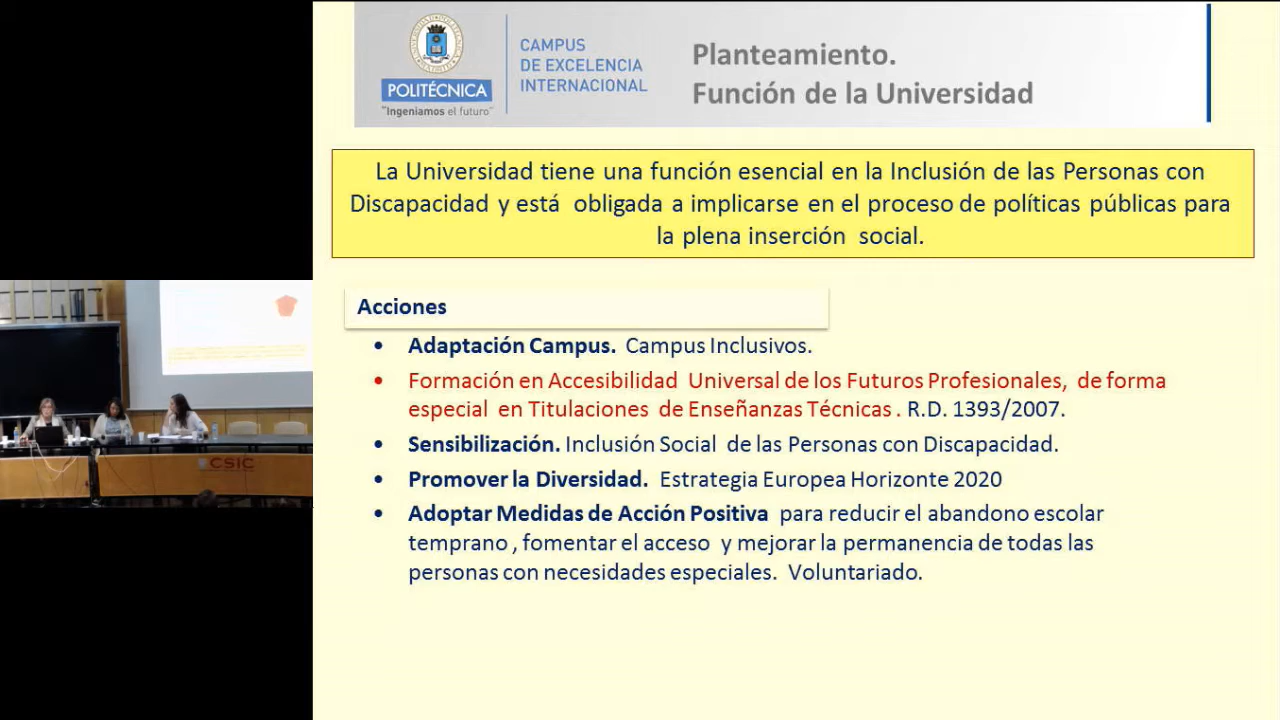 POLITÉCNICA
"Ingeniamos el futuro"
CAMPUS
DE EXCELENCIA
INTERNACIONAL
Planteamiento.
Función de la Universidad
La Universidad tiene una función esencial en la Inclusión de las Personas con
Discapacidad y está obligada a implicarse en el proceso de políticas públicas para
la plena inserción social.
Acciones
• Adaptación Campus. Campus Inclusivos.
• Formación en Accesibilidad Universal de los Futuros Profesionales, de forma
especial en Titulaciones de Enseñanzas Técnicas . R.D. 1393/2007.
• Sensibilización. Inclusión Social de las Personas con Discapacidad.
• Promover la Diversidad. Estrategia Europea Horizonte 2020
• Adoptar Medidas de Acción Positiva para reducir el abandono escolar
temprano , fomentar el acceso y mejorar la permanencia de todas las
personas con necesidades especiales. Voluntariado.
CSIC